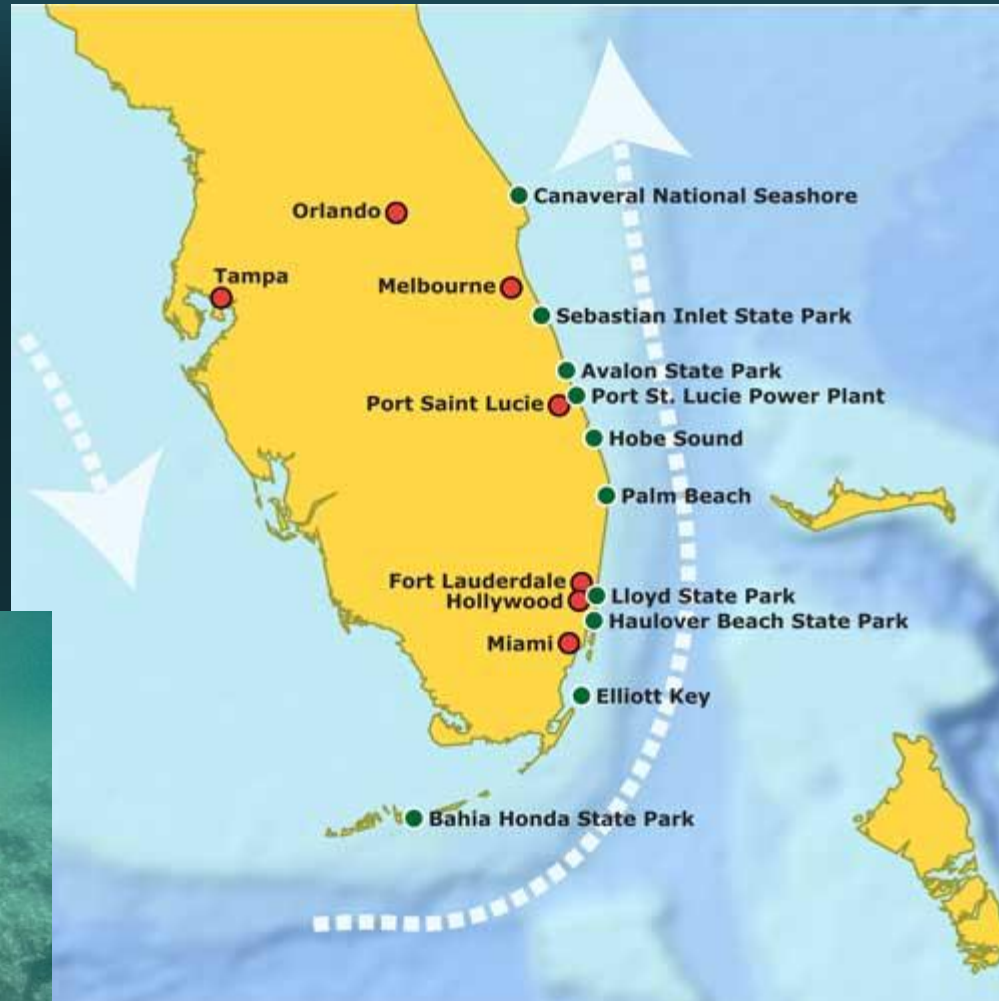 Canaveral National Seashore
Orlando
Tampa
Melbourne
Sebastian Inlet State Park
Avalon State Park
Port St. Lucie Power Plant
Port Saint Lucie
Hobe Sound
Palm Beach
Fort Lauderdale
Lloyd State Park
Hollywood
Haulover Beach State Park
Miami
Elliott Key
Bahia Honda State Park